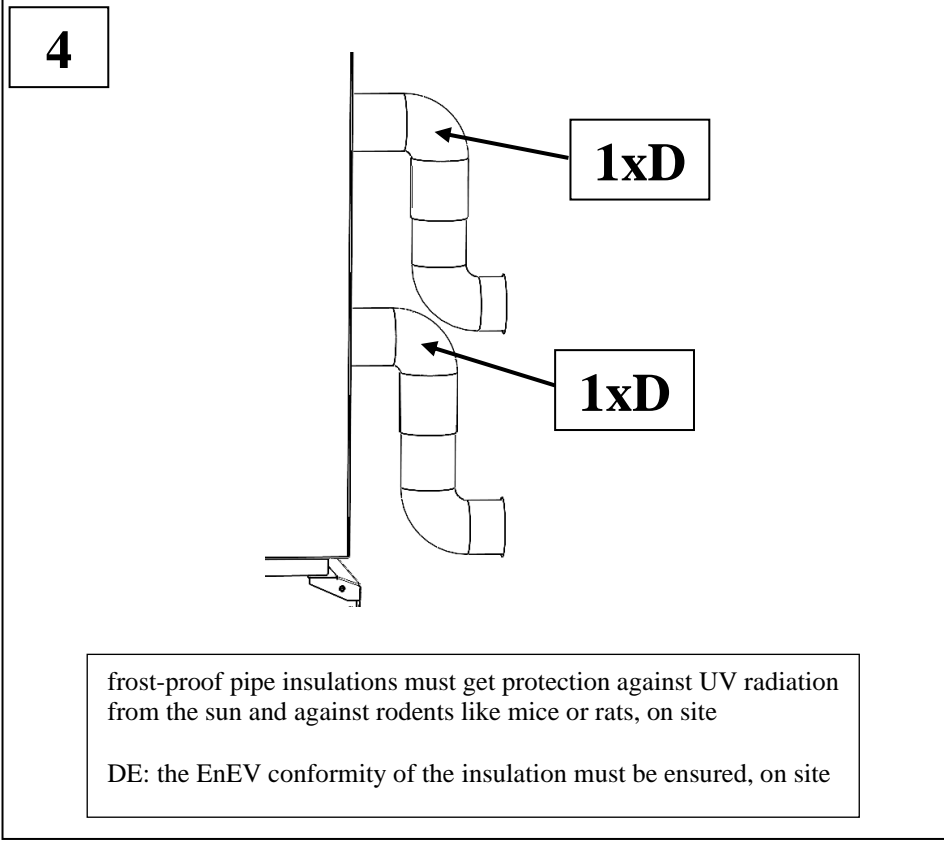 4
1xD
1xD
frost-proof pipe insulations must get protection against UV radiation
from the sun and against rodents like mice or rats, on site
DE: the EnEV conformity of the insulation must be ensured, on site